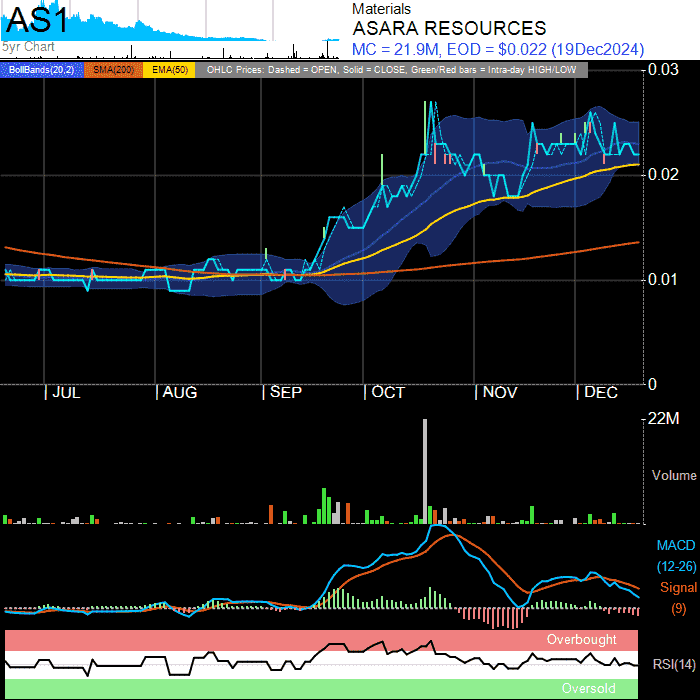 AS1
5yr Chart
Materials
ASARA RESOURCES
MC = 21.9M, EOD = $0.022 (19Dec2024)
BollBands(20,2) SMA(200) EMA(50) OHLC Prices: Dashed = OPEN, Solid = CLOSE, Green/Red bars = Intra-day HIGH/LOW
0.03
0.02
0.01
0
JUL AUG SEP OCT NOV DEC
22M
Volume
MACD
(12-26)
Signal
(9)
Overbought
RSI(14)
Oversold